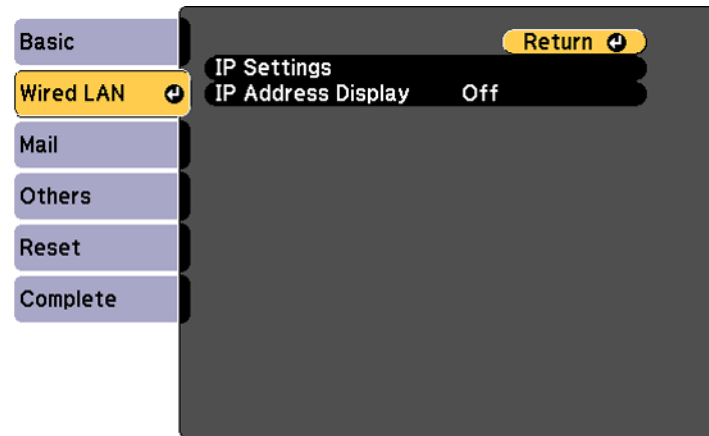 Basic
Return
IP Settings
Wired LAN
IP Address Display Off
Mail
Others
Reset
Complete